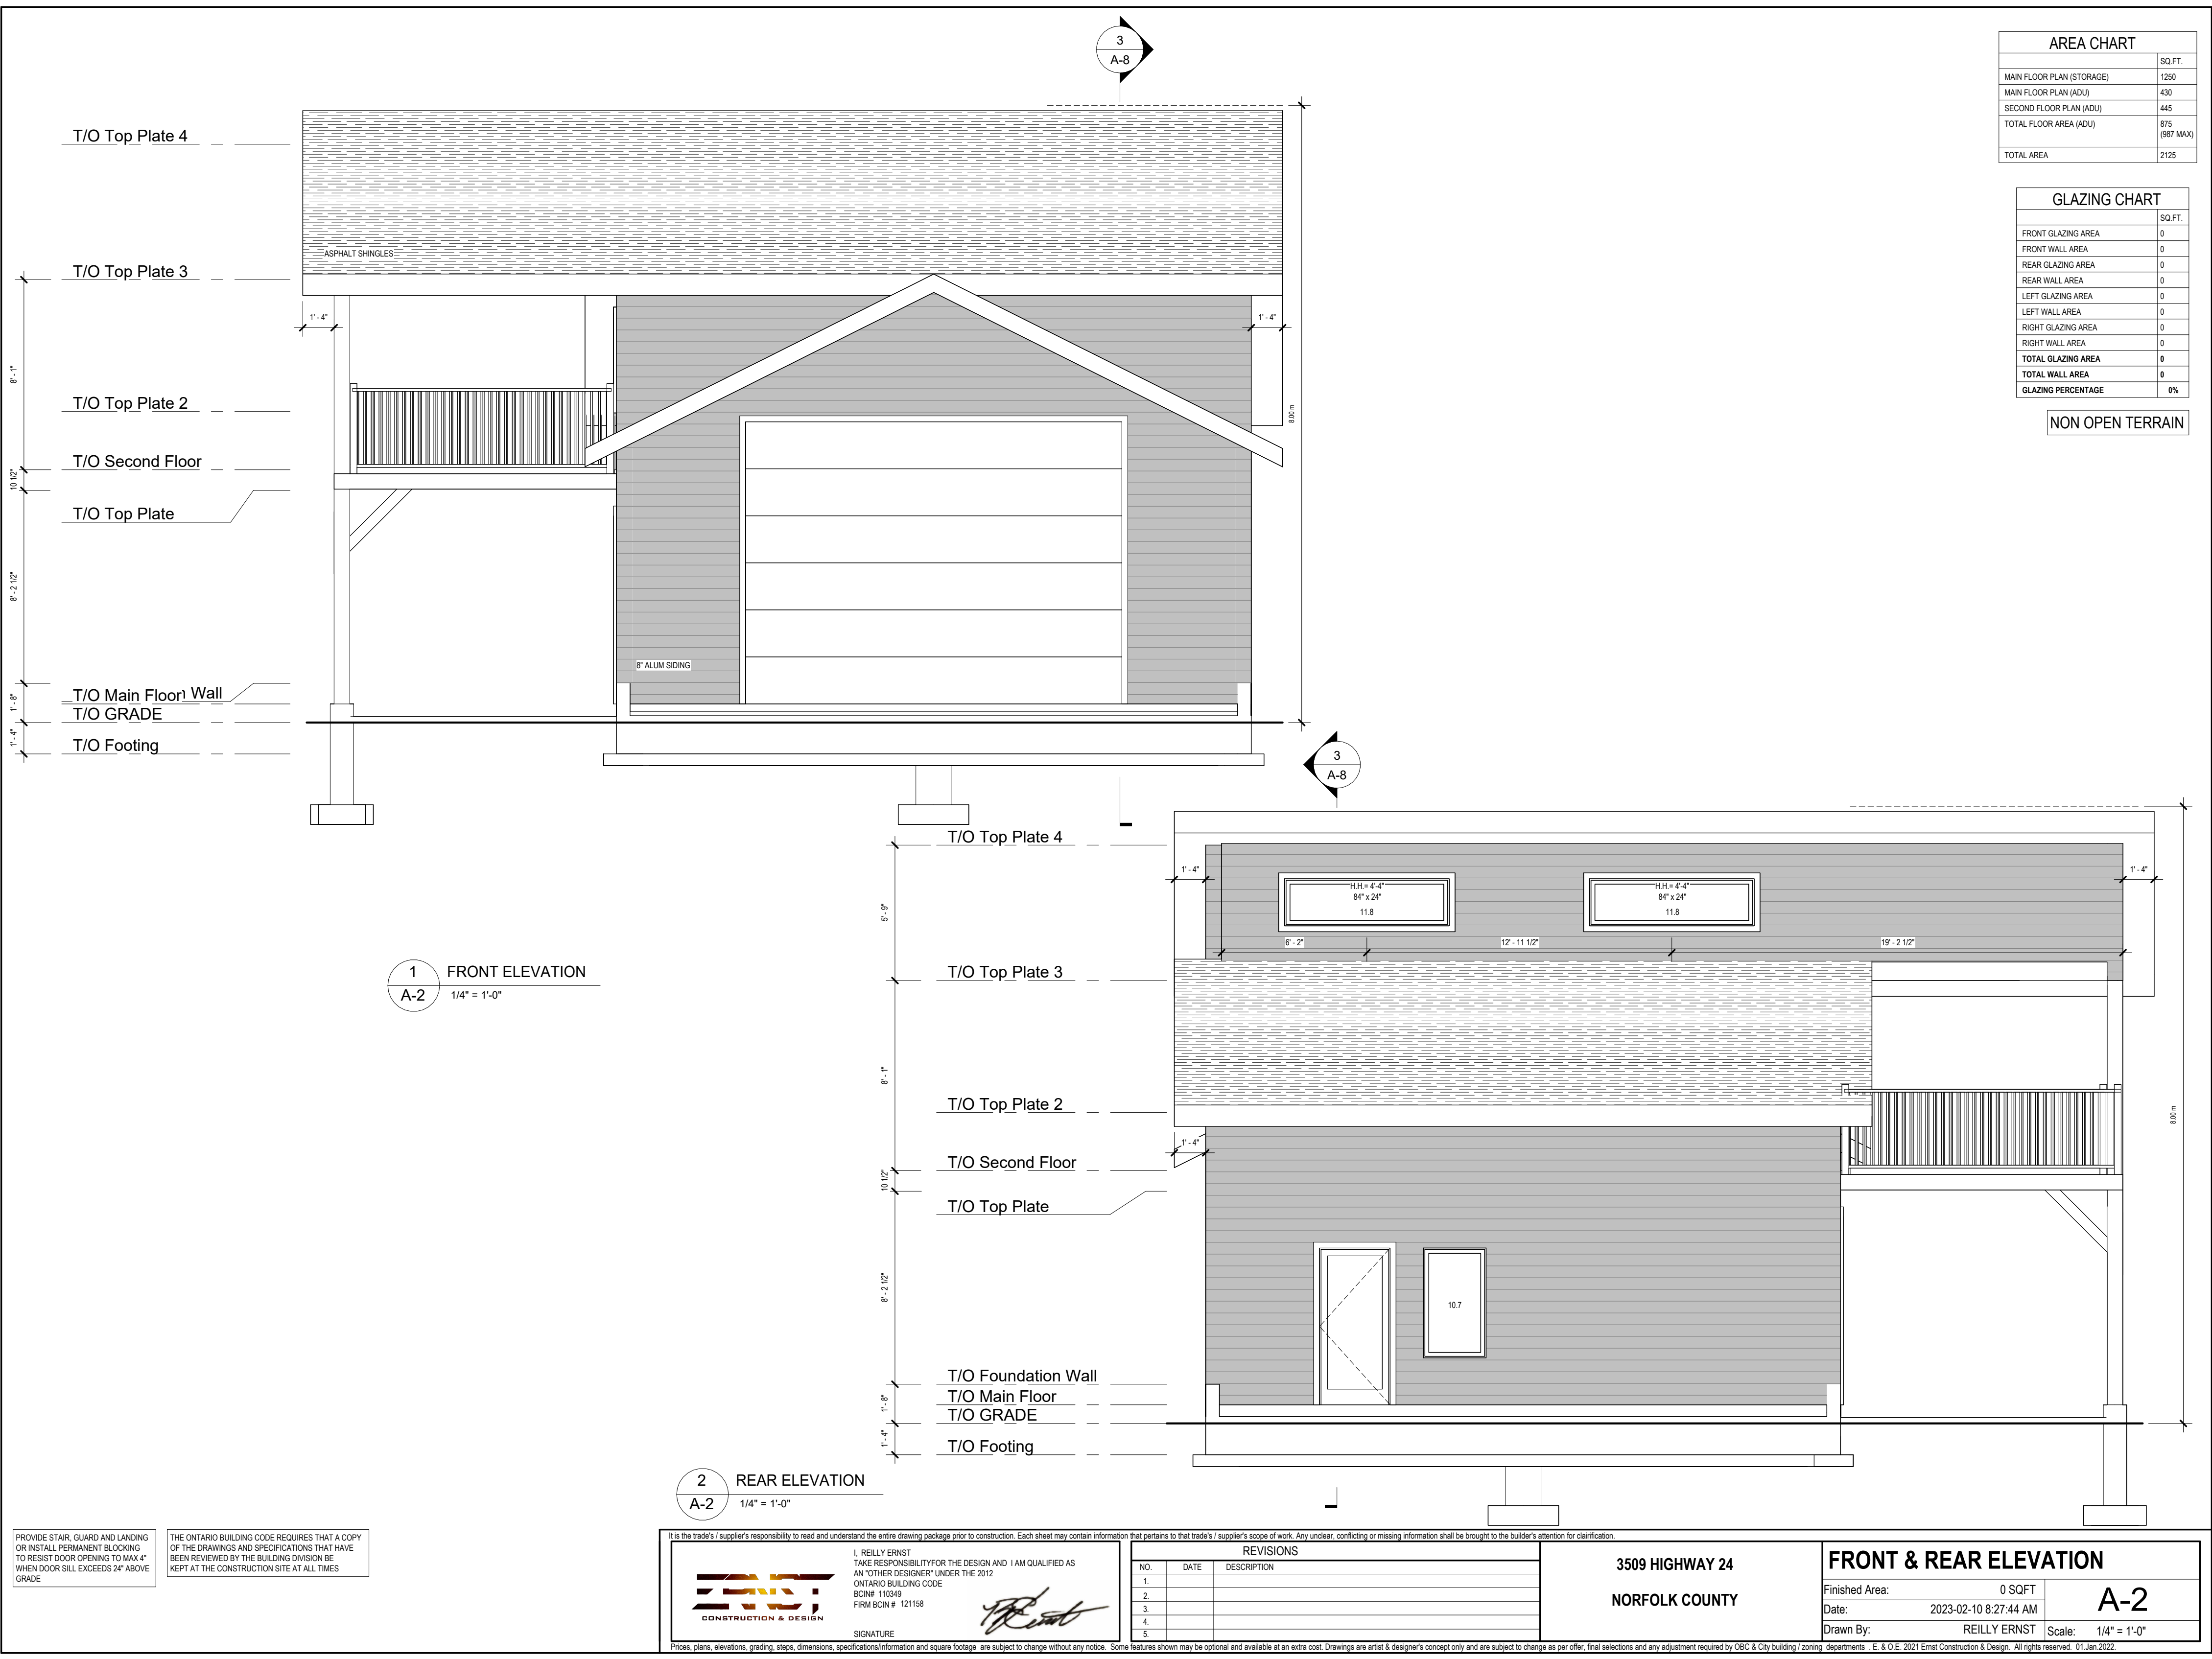 3
A-8
AREA CHART
SQ.FT.
MAIN FLOOR PLAN (STORAGE) 1250
MAIN FLOOR PLAN (ADU) 430
SECOND FLOOR PLAN (ADU) 445
TOTAL FLOOR AREA (ADU) 875
(987 MAX)
TOTAL AREA 2125
GLAZING CHART
SQ.FT.
FRONT GLAZING AREA 0
FRONT WALL AREA 0
REAR GLAZING AREA 0
REAR WALL AREA 0
LEFT GLAZING AREA 0
LEFT WALL AREA 0
RIGHT GLAZING AREA 0
RIGHT WALL AREA 0
TOTAL GLAZING AREA 0
TOTAL WALL AREA 0
GLAZING PERCENTAGE 0%
NON OPEN TERRAIN
T/O Top Plate 4
ASPHALT SHINGLES
T/O Top Plate 3
1' - 4"
1' - 4"
8' - 1"
T/O Top Plate 2
8.00 m
T/O Second Floor
10 1/2"
T/O Top Plate
8' - 2 1/2"
8" ALUM SIDING
T/O Main Floor Wall
1' - 8"
T/O GRADE
1' - 4"
T/O Footing
1
A-2
FRONT ELEVATION
1/4" = 1'-0"
3
A-8
T/O Top Plate 4
1' - 4"
1' - 4"
H.H.= 4'-4"
84" x 24"
11.8
H.H.= 4'-4"
84" x 24"
11.8
5' - 9"
6' - 2"
12' - 11 1/2"
19' - 2 1/2"
T/O Top Plate 3
8' - 1"
T/O Top Plate 2
8.00 m
1' - 4"
T/O Second Floor
10 1/2"
T/O Top Plate
8' - 2 1/2"
10.7
T/O Foundation Wall
T/O Main Floor
1' - 8"
T/O GRADE
1' - 4"
T/O Footing
2
A-2
REAR ELEVATION
1/4" = 1'-0"
PROVIDE STAIR, GUARD AND LANDING
OR INSTALL PERMANENT BLOCKING
TO RESIST DOOR OPENING TO MAX 4"
WHEN DOOR SILL EXCEEDS 24" ABOVE
GRADE
THE ONTARIO BUILDING CODE REQUIRES THAT A COPY
OF THE DRAWINGS AND SPECIFICATIONS THAT HAVE
BEEN REVIEWED BY THE BUILDING DIVISION BE
KEPT AT THE CONSTRUCTION SITE AT ALL TIMES
It is the trade's / supplier's responsibility to read and understand the entire drawing package prior to construction. Each sheet may contain information that pertains to that trade's / supplier's scope of work. Any unclear, conflicting or missing information shall be brought to the builder's attention for clairification.
ERNST
CONSTRUCTION & DESIGN
I, REILLY ERNST
TAKE RESPONSIBILITYFOR THE DESIGN AND I AM QUALIFIED AS
AN "OTHER DESIGNER" UNDER THE 2012
ONTARIO BUILDING CODE
BCIN# 110349
FIRM BCIN # 121158
SIGNATURE
REVISIONS
NO. DATE DESCRIPTION
1.
2.
3.
4.
5.
3509 HIGHWAY 24
NORFOLK COUNTY
FRONT & REAR ELEVATION
Finished Area: 0 SQFT
Date: 2023-02-10 8:27:44 AM
Drawn By: REILLY ERNST
A-2
Scale: 1/4" = 1'-0"
Prices, plans, elevations, grading, steps, dimensions, specifications/information and square footage are subject to change without any notice. Some features shown may be optional and available at an extra cost. Drawings are artist & designer's concept only and are subject to change as per offer, final selections and any adjustment required by OBC & City building / zoning departments . E. & O.E. 2021 Ernst Construction & Design. All rights reserved. 01.Jan.2022.